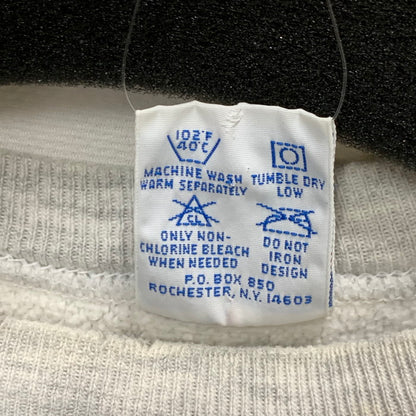 102°F
40°C
MACHINE WASH
WARM SEPARATELY
TUMBLE DRY
LOW
CL
ONLY NON-
CHLORINE BLEACH
WHEN NEEDED
DO NOT
IRON
DESIGN
P.O. BOX 850
ROCHESTER, N.Y. 14603